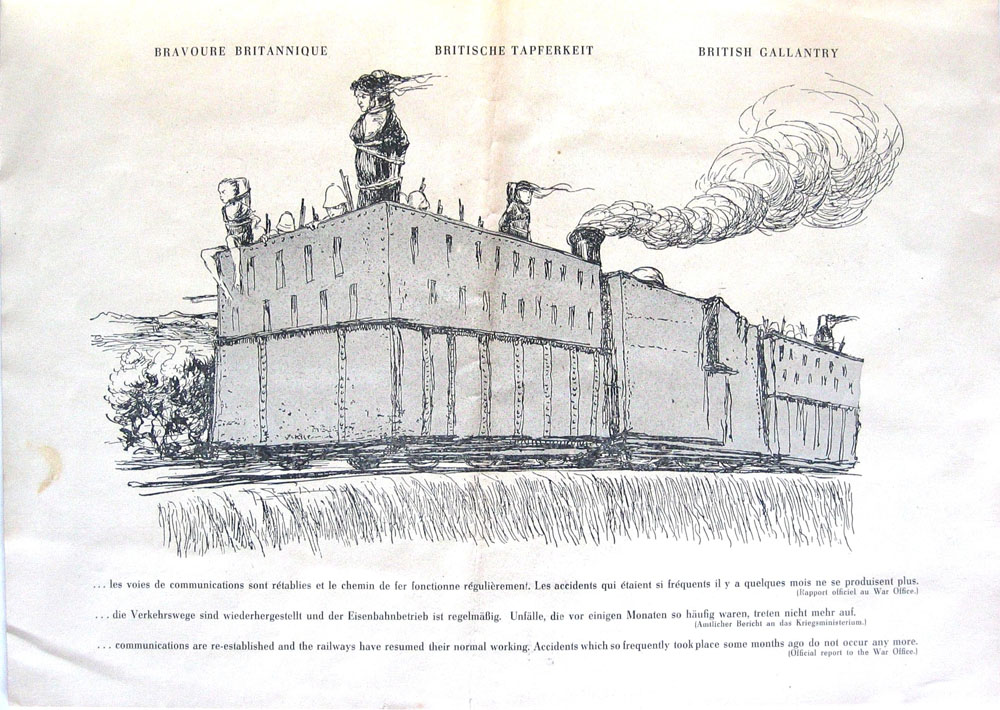 BRAVOURE BRITANNIQUE
BRITISCHE TAPFERKEIT
BRITISH GALLANTRY
... les voies de communications sont rétablies et le chemin de fer fonctionne régulièrement. Les accidents qui étaient si fréquents il y a quelques mois ne se produisent plus.
(Rapport officiel au War Office.)
... die Verkehrswege sind wiederhergestellt und der Eisenbahnbetrieb ist regelmäßig. Unfälle, die vor einigen Monaten so häufig waren, treten nicht mehr auf.
(Amtlicher Bericht an das Kriegsministerium.)
... communications are re-established and the railways have resumed their normal working. Accidents which so frequently took place some months ago do not occur any more.
(Official report to the War Office.)